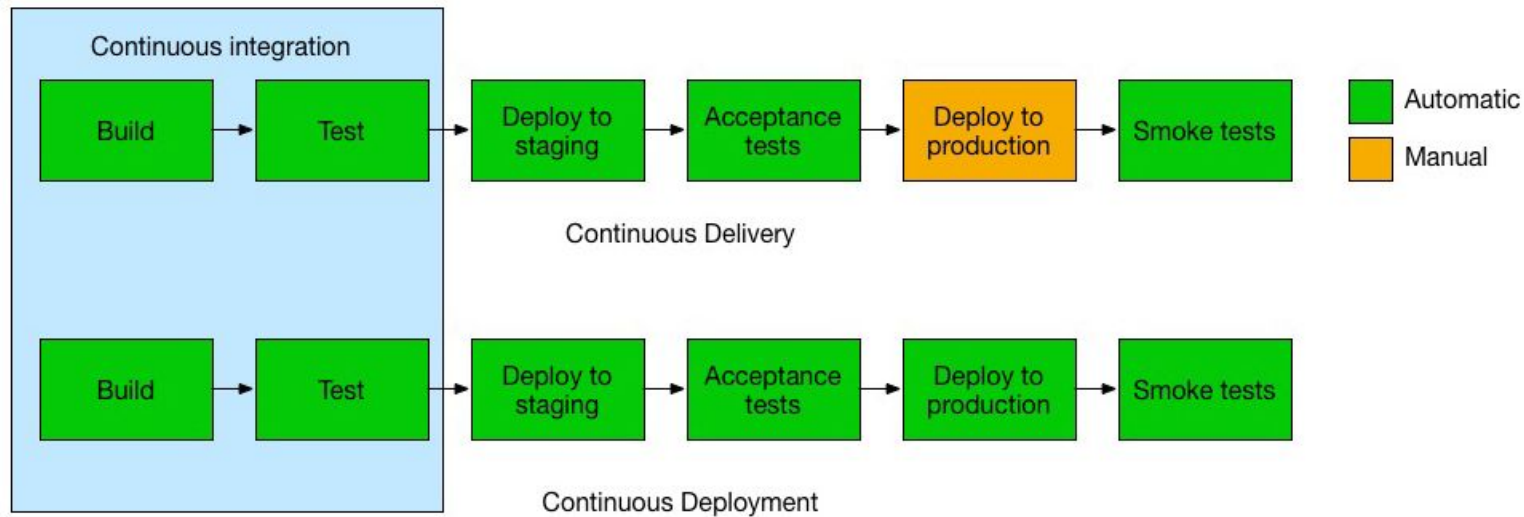 Continuous integration
Build
Test
Deploy to
staging
Acceptance
tests
Deploy to
production
Smoke tests
Automatic
Manual
Continuous Delivery
Build
Test
Deploy to
staging
Acceptance
tests
Deploy to
production
Smoke tests
Continuous Deployment